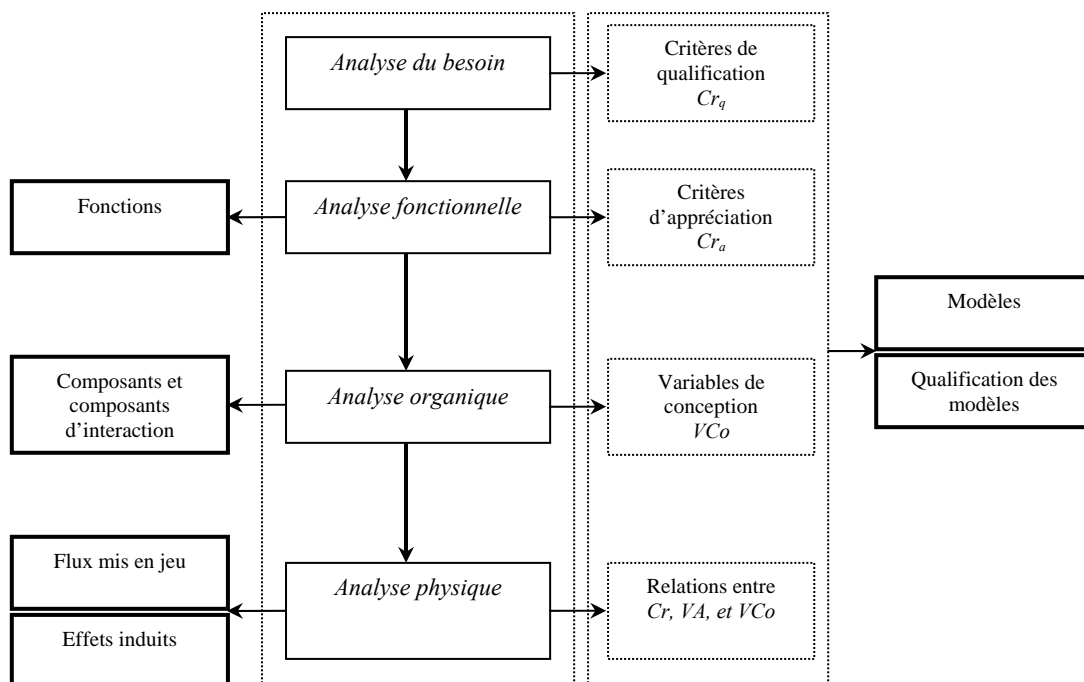 Analyse du besoin
Critères de
qualification
Cr_q
Fonctions
Analyse fonctionnelle
Critères
d’appréciation
Cr_a
Modèles
Qualification des
modèles
Composants et
composants
d’interaction
Analyse organique
Variables de
conception
VCo
Flux mis en jeu
Effets induits
Analyse physique
Relations entre
Cr, VA, et VCo